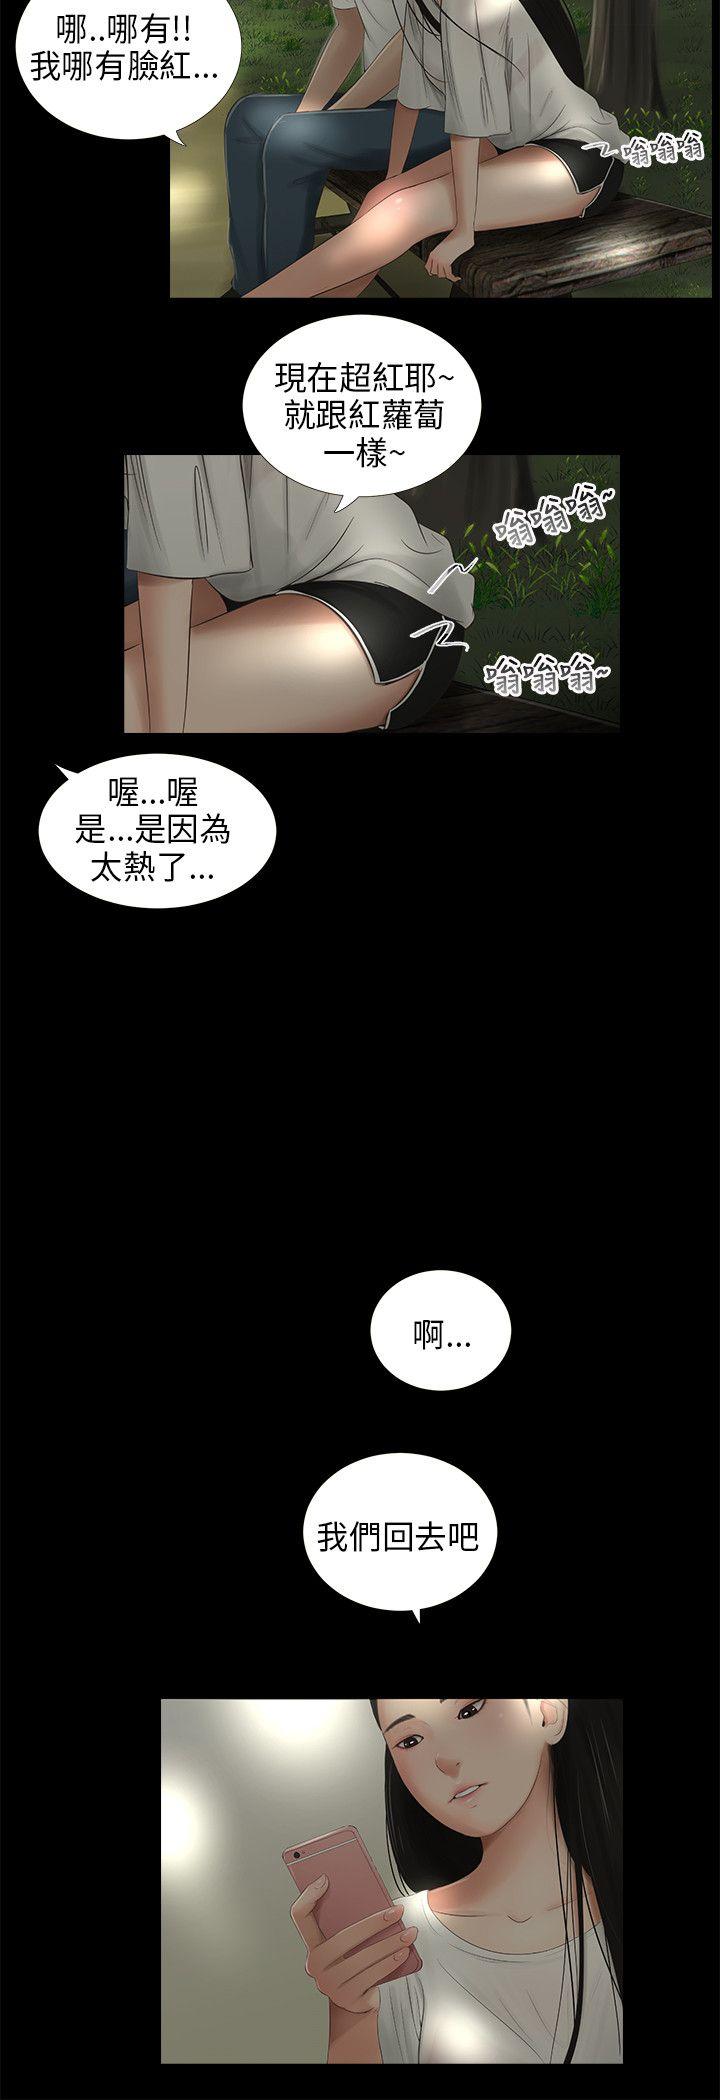 哪..哪有!!
我哪有臉紅...
嗡嗡嗡
現在超紅耶~
就跟紅蘿蔔
一樣~
嗡嗡嗡~
嗡嗡嗡~
喔...喔
是...是因為
太熱了...
啊...
我們回去吧